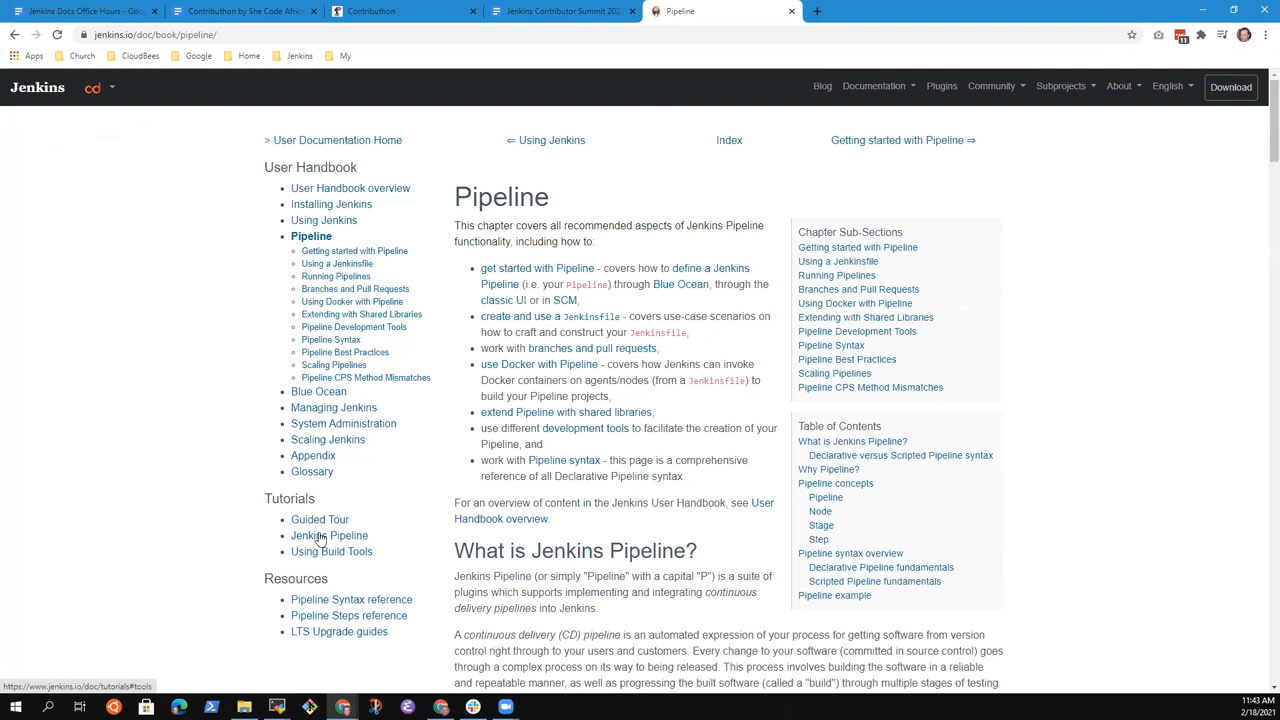 Jenkins Docs Office Hours - Goo
Contributhon by She Code Africa
Contributhon
Jenkins Contributor Summit 202
Pipeline
jenkins.io/doc/book/pipeline/
11
Apps
Church
CloudBees
Google
Home
Jenkins
My
Jenkins
cd
Blog
Documentation
Plugins
Community
Subprojects
About
English
Download
> User Documentation Home
⇐ Using Jenkins
Index
Getting started with Pipeline ⇒
User Handbook
User Handbook overview
Installing Jenkins
Using Jenkins
Pipeline
Getting started with Pipeline
Using a Jenkinsfile
Running Pipelines
Branches and Pull Requests
Using Docker with Pipeline
Extending with Shared Libraries
Pipeline Development Tools
Pipeline Syntax
Pipeline Best Practices
Scaling Pipelines
Pipeline CPS Method Mismatches
Blue Ocean
Managing Jenkins
System Administration
Scaling Jenkins
Appendix
Glossary
Tutorials
Guided Tour
Jenkins Pipeline
Using Build Tools
Resources
Pipeline Syntax reference
Pipeline Steps reference
LTS Upgrade guides
Pipeline
This chapter covers all recommended aspects of Jenkins Pipeline
functionality, including how to:
get started with Pipeline - covers how to define a Jenkins
Pipeline (i.e. your Pipeline) through Blue Ocean, through the
classic UI or in SCM,
create and use a Jenkinsfile - covers use-case scenarios on
how to craft and construct your Jenkinsfile,
work with branches and pull requests,
use Docker with Pipeline - covers how Jenkins can invoke
Docker containers on agents/nodes (from a Jenkinsfile) to
build your Pipeline projects,
extend Pipeline with shared libraries,
use different development tools to facilitate the creation of your
Pipeline, and
work with Pipeline syntax - this page is a comprehensive
reference of all Declarative Pipeline syntax.
For an overview of content in the Jenkins User Handbook, see User
Handbook overview.
What is Jenkins Pipeline?
Jenkins Pipeline (or simply "Pipeline" with a capital "P") is a suite of
plugins which supports implementing and integrating continuous
delivery pipelines into Jenkins.
A continuous delivery (CD) pipeline is an automated expression of your process for getting software from version
control right through to your users and customers. Every change to your software (committed in source control) goes
through a complex process on its way to being released. This process involves building the software in a reliable
and repeatable manner, as well as progressing the built software (called a "build") through multiple stages of testing
Chapter Sub-Sections
Getting started with Pipeline
Using a Jenkinsfile
Running Pipelines
Branches and Pull Requests
Using Docker with Pipeline
Extending with Shared Libraries
Pipeline Development Tools
Pipeline Syntax
Pipeline Best Practices
Scaling Pipelines
Pipeline CPS Method Mismatches
Table of Contents
What is Jenkins Pipeline?
Declarative versus Scripted Pipeline syntax
Why Pipeline?
Pipeline concepts
Pipeline
Node
Stage
Step
Pipeline syntax overview
Declarative Pipeline fundamentals
Scripted Pipeline fundamentals
Pipeline example
https://www.jenkins.io/doc/tutorials#tools
11:43 AM
2/18/2021